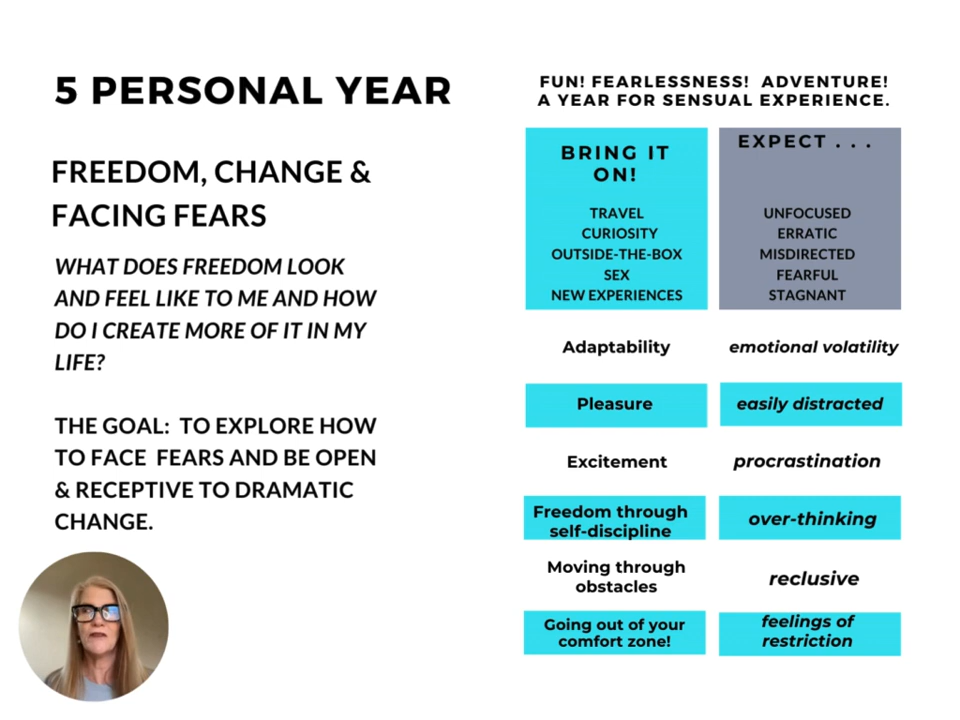 5 PERSONAL YEAR
FREEDOM, CHANGE &
FACING FEARS
WHAT DOES FREEDOM LOOK
AND FEEL LIKE TO ME AND HOW
DO I CREATE MORE OF IT IN MY
LIFE?
THE GOAL:  TO EXPLORE HOW
TO FACE  FEARS AND BE OPEN
& RECEPTIVE TO DRAMATIC
CHANGE.
FUN! FEARLESSNESS!  ADVENTURE!
A YEAR FOR SENSUAL EXPERIENCE.
BRING IT
ON!
TRAVEL
CURIOSITY
OUTSIDE-THE-BOX
SEX
NEW EXPERIENCES
EXPECT . . .
UNFOCUSED
ERRATIC
MISDIRECTED
FEARFUL
STAGNANT
Adaptability
emotional volatility
Pleasure
easily distracted
Excitement
procrastination
Freedom through
self-discipline
over-thinking
Moving through
obstacles
reclusive
Going out of your
comfort zone!
feelings of
restriction